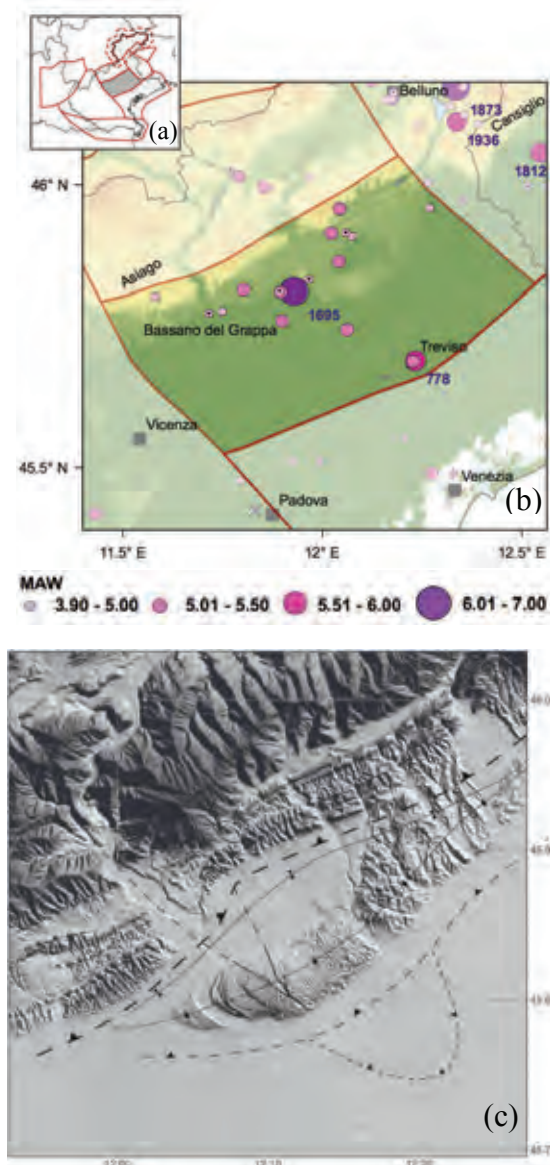 (a)
Belluno
1873
Cansiglio
1936
1812
46° N
Asiago
1695
Bassano del Grappa
Treviso
778
Vicenza
45.5° N
Venezia
Padova
(b)
11.5° E 12° E 12.5° E
MAW
3.90 - 5.00 5.01 - 5.50 5.51 - 6.00 6.01 - 7.00
(c)